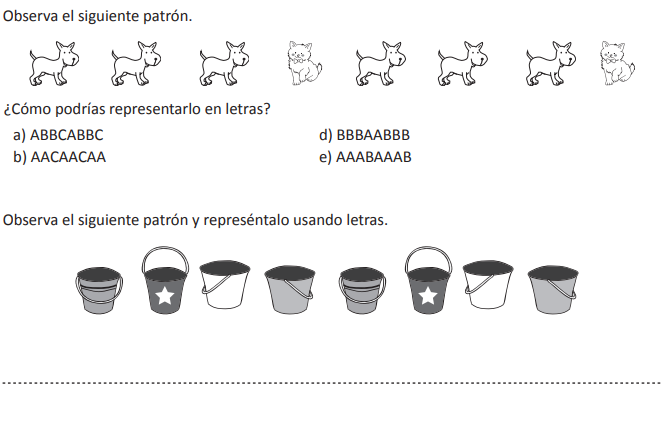 Observa el siguiente patrón.
¿Cómo podrías representarlo en letras?
a) ABBCABBC
d) BBBAABBB
b) AACAACAA
e) AAABAAAB
Observa el siguiente patrón y represéntalo usando letras.